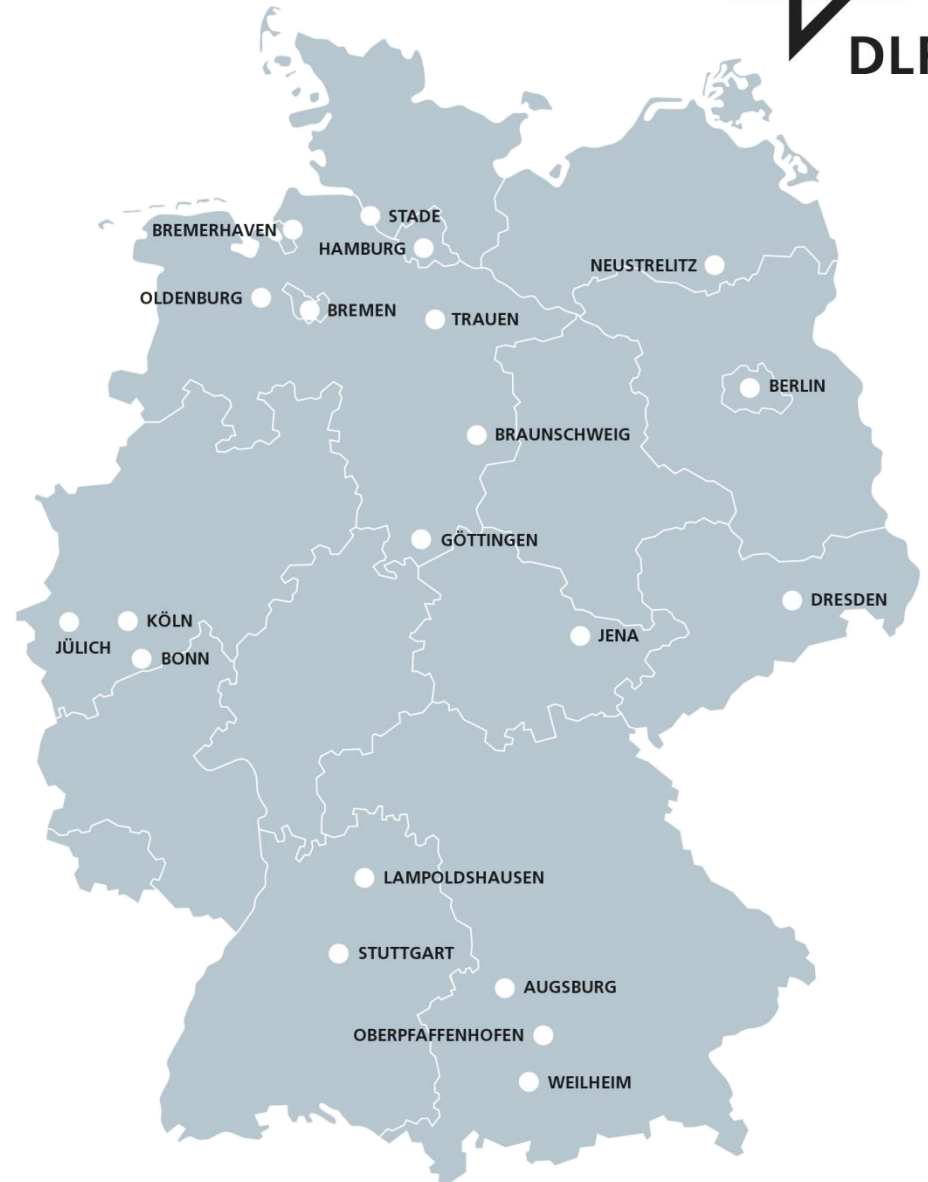 DLR
STADE
BREMERHAVEN
HAMBURG
NEUSTRELITZ
OLDENBURG
BREMEN
TRAUEN
BERLIN
BRAUNSCHWEIG
GÖTTINGEN
DRESDEN
KÖLN
JENA
JÜLICH
BONN
LAMPOLDSHAUSEN
STUTTGART
AUGSBURG
OBERPFAFFENHOFEN
WEILHEIM